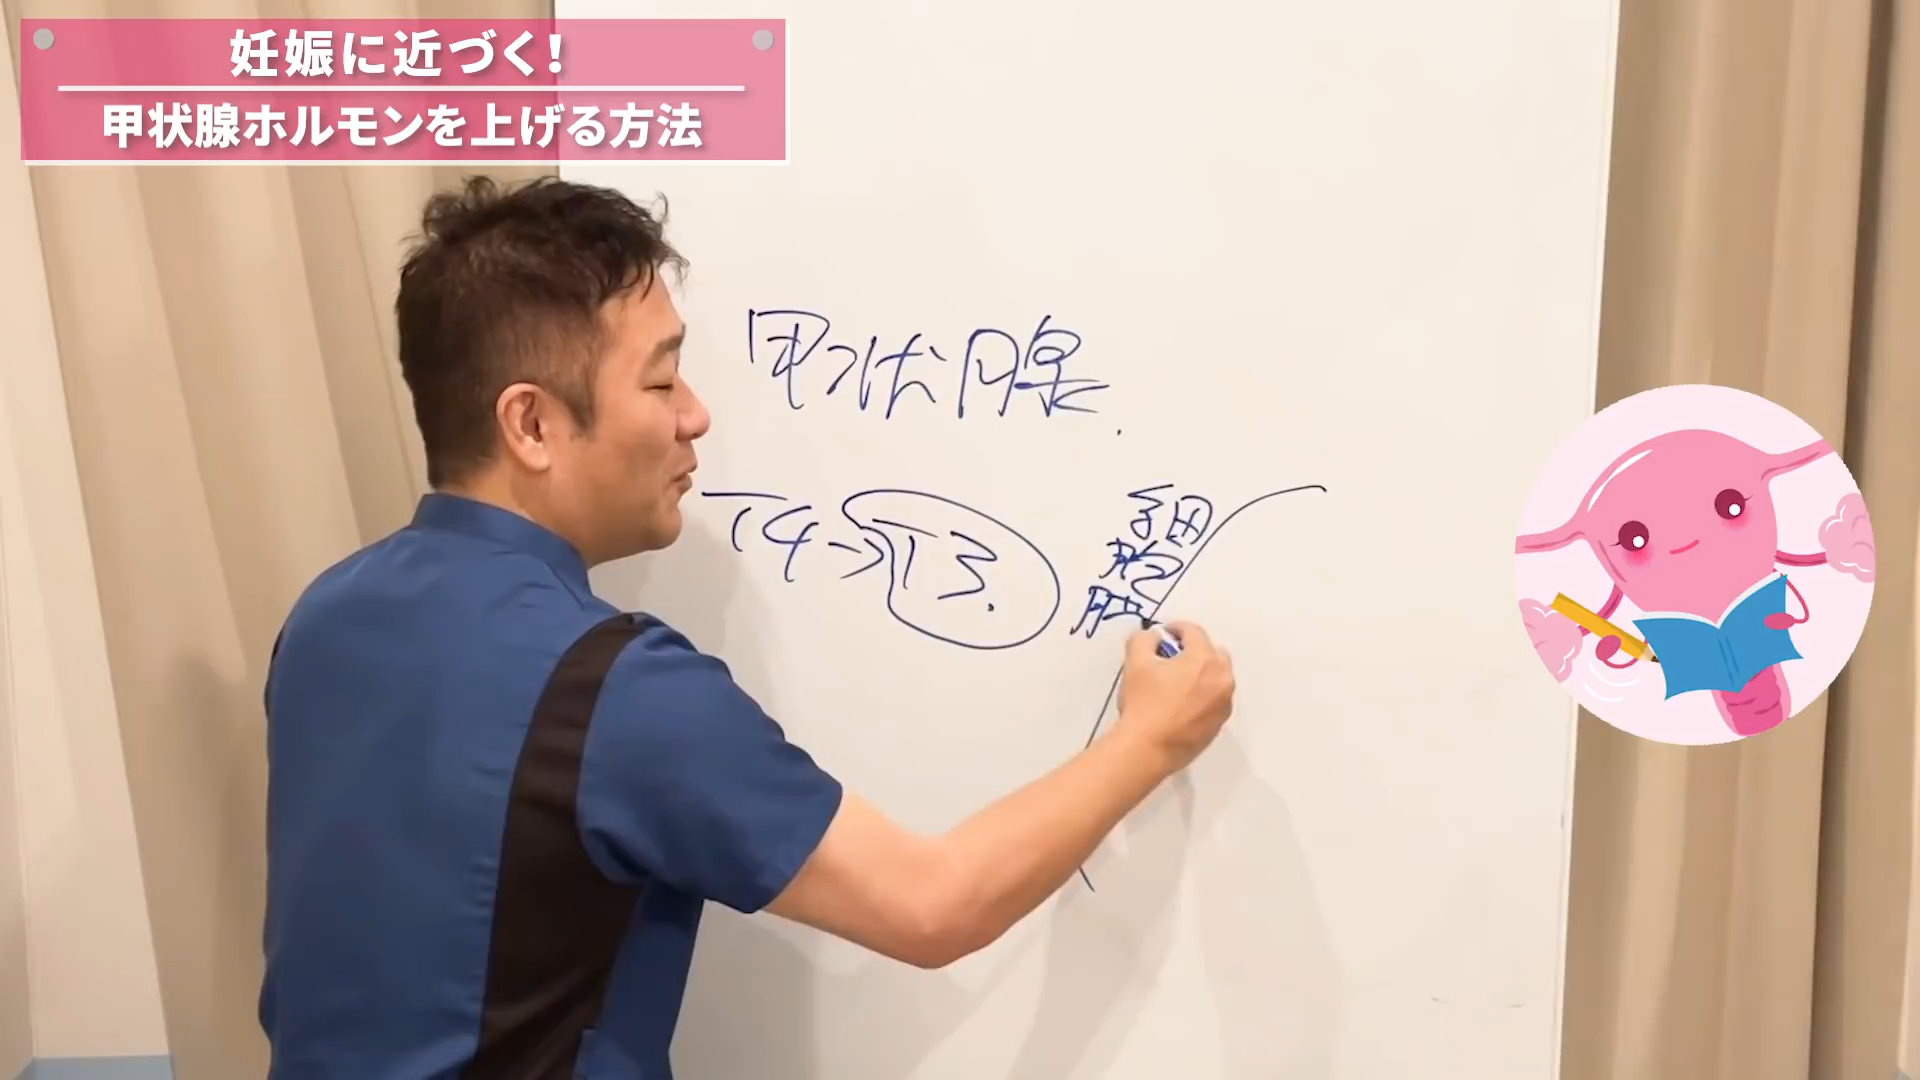 妊娠に近づく!
甲状腺ホルモンを上げる方法
甲状腺
T4→T3
細
胞